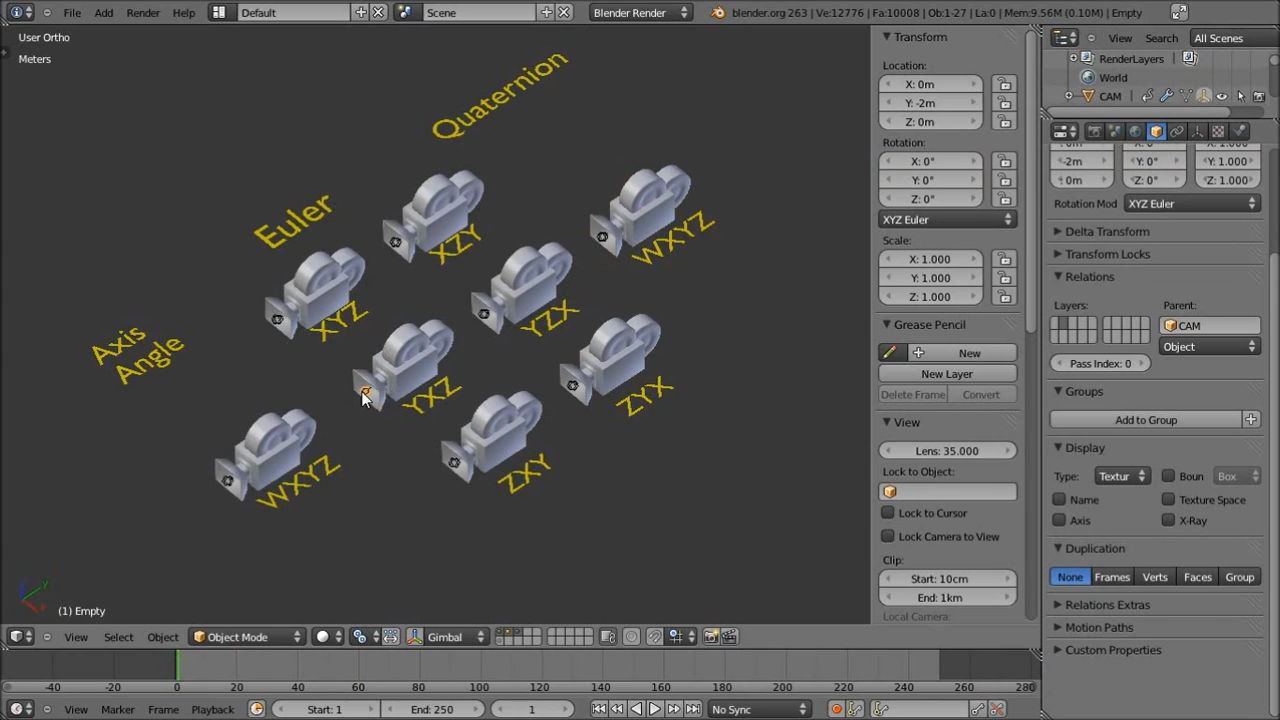 File Add Render Help Default Scene Blender Render blender.org 263 | Ve:12776 | Fa:10008 | Ob:1-27 | La:0 | Mem:9.56M (0.10M) | Empty
User Ortho
Meters
Quaternion
Euler
Axis
Angle
XZY
WXYZ
XYZ
YZX
YXZ
ZYX
WXYZ
ZXY
(1) Empty
Transform
Location:
X: 0m
Y: -2m
Z: 0m
Rotation:
X: 0°
Y: 0°
Z: 0°
XYZ Euler
Scale:
X: 1.000
Y: 1.000
Z: 1.000
Grease Pencil
New
New Layer
Delete Frame Convert
View
Lens: 35.000
Lock to Object:
Lock to Cursor
Lock Camera to View
Clip:
Start: 10cm
End: 1km
Local Camera:
View Search All Scenes
RenderLayers
World
CAM
-2m Y: 0° Y: 1.000
0m Z: 0° Z: 1.000
Rotation Mod XYZ Euler
Delta Transform
Transform Locks
Relations
Layers: Parent:
CAM
Object
Pass Index: 0
Groups
Add to Group
Display
Type: Textur Boun Box
Name Texture Space
Axis X-Ray
Duplication
None Frames Verts Faces Group
Relations Extras
Motion Paths
Custom Properties
View Select Object Object Mode Gimbal
-40 -20 0 20 40 60 80 100 120 140 160 180 200 220 240 260 280
View Marker Frame Playback Start: 1 End: 250 1 No Sync